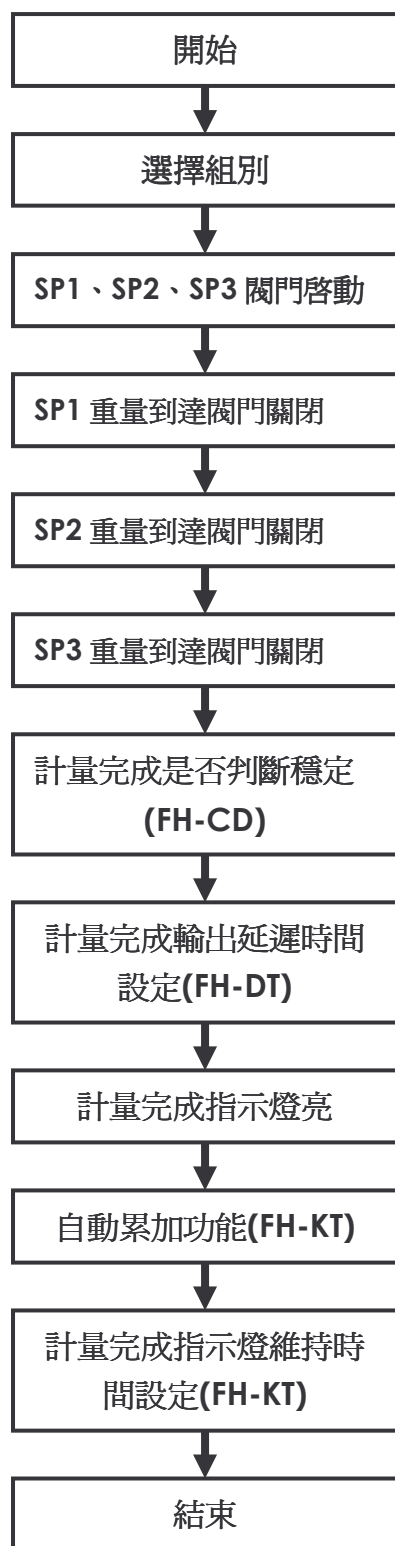 開始
選擇組別
SP1、SP2、SP3 閥門啓動
SP1 重量到達閥門關閉
SP2 重量到達閥門關閉
SP3 重量到達閥門關閉
計量完成是否判斷穩定
(FH-CD)
計量完成輸出延遲時間
設定(FH-DT)
計量完成指示燈亮
自動累加功能(FH-KT)
計量完成指示燈維持時
間設定(FH-KT)
結束